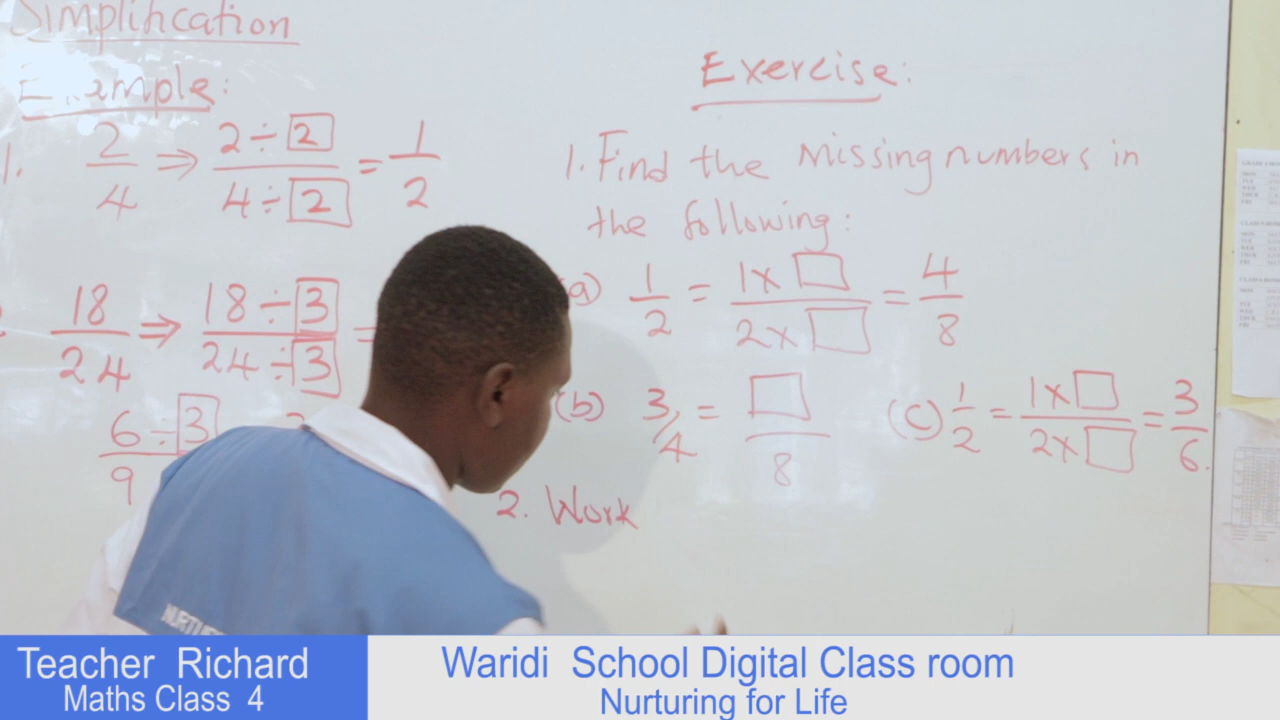 Simplification
Example:
1. 2/4 ⇒ 2÷2/4÷2 = 1/2
18/24 ⇒ 18÷3/24÷3 =
6÷3/9
Exercise:
1. Find the missing numbers in
the following:
(a) 1/2 = 1x□/2x□ = 4/8
(b) 3/4 = □/8
(c) 1/2 = 1x□/2x□ = 3/6.
2. Work
Teacher Richard
Maths Class 4
Waridi School Digital Class room
Nurturing for Life